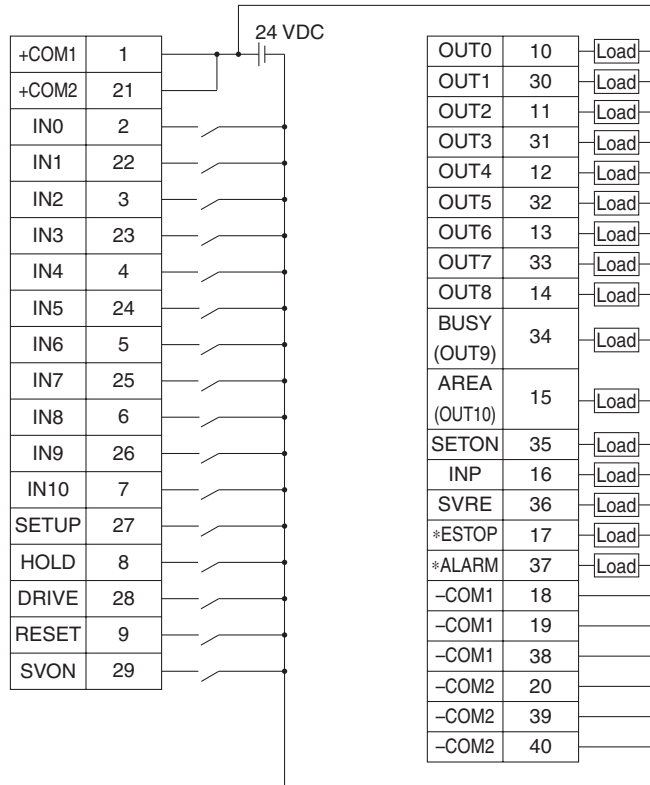 24 VDC
+COM1 1
+COM2 21
IN0 2
IN1 22
IN2 3
IN3 23
IN4 4
IN5 24
IN6 5
IN7 25
IN8 6
IN9 26
IN10 7
SETUP 27
HOLD 8
DRIVE 28
RESET 9
SVON 29
OUT0 10 Load
OUT1 30 Load
OUT2 11 Load
OUT3 31 Load
OUT4 12 Load
OUT5 32 Load
OUT6 13 Load
OUT7 33 Load
OUT8 14 Load
BUSY
(OUT9) 34 Load
AREA
(OUT10) 15 Load
SETON 35 Load
INP 16 Load
SVRE 36 Load
*ESTOP 17 Load
*ALARM 37 Load
–COM1 18
–COM1 19
–COM1 38
–COM2 20
–COM2 39
–COM2 40